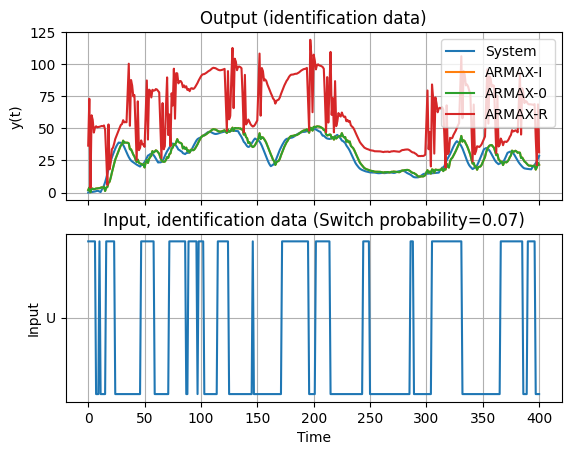 Output (identification data)
125
100
75
50
25
0
y(t)
System
ARMAX-I
ARMAX-0
ARMAX-R
Input, identification data (Switch probability=0.07)
U
Input
0
50
100
150
200
250
300
350
400
Time